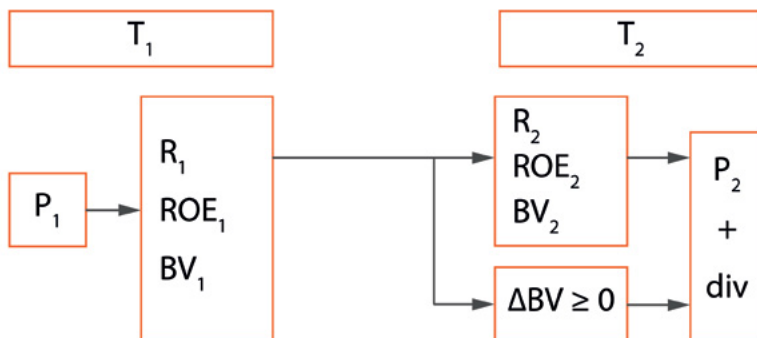 T₁
T₂
P₁
R₁
ROE₁
BV₁
R₂
ROE₂
BV₂
ΔBV ≥ 0
P₂
+
div